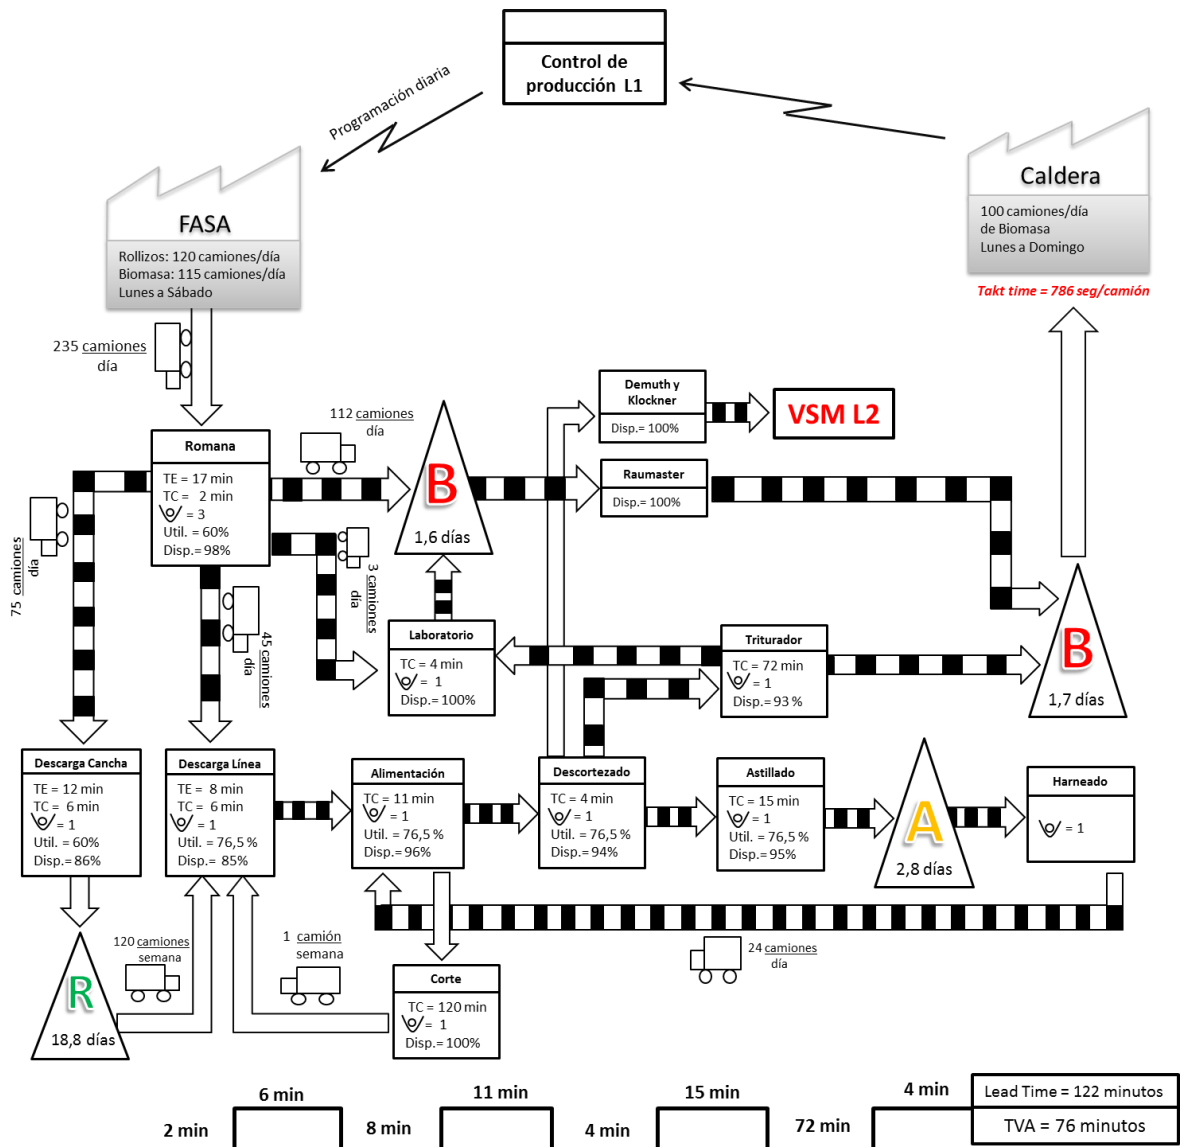 Control de
producción L1
Programación diaria
Caldera
100 camiones/día
de Biomasa
Lunes a Domingo
Takt time = 786 seg/camión
FASA
Rollizos: 120 camiones/día
Biomasa: 115 camiones/día
Lunes a Sábado
235 camiones
día
Romana
TE = 17 min
TC = 2 min
= 3
Util. = 60%
Disp.= 98%
112 camiones
día
B
1,6 días
Demuth y
Klockner
Disp.= 100%
VSM L2
Raumaster
Disp.= 100%
75 camiones
día
45 camiones
día
3 camiones
día
Laboratorio
TC = 4 min
= 1
Disp.= 100%
Triturador
TC = 72 min
= 1
Disp.= 93 %
B
1,7 días
Descarga Cancha
TE = 12 min
TC = 6 min
= 1
Util. = 60%
Disp.= 86%
Descarga Línea
TE = 8 min
TC = 6 min
= 1
Util. = 76,5 %
Disp.= 85%
Alimentación
TC = 11 min
= 1
Util. = 76,5 %
Disp.= 96%
Descortezado
TC = 4 min
= 1
Util. = 76,5 %
Disp.= 94%
Astillado
TC = 15 min
= 1
Util. = 76,5 %
Disp.= 95%
A
2,8 días
Harneado
= 1
R
18,8 días
120 camiones
semana
1 camión
semana
24 camiones
día
Corte
TC = 120 min
= 1
Disp.= 100%
2 min
6 min
8 min
11 min
4 min
15 min
72 min
4 min
Lead Time = 122 minutos
TVA = 76 minutos